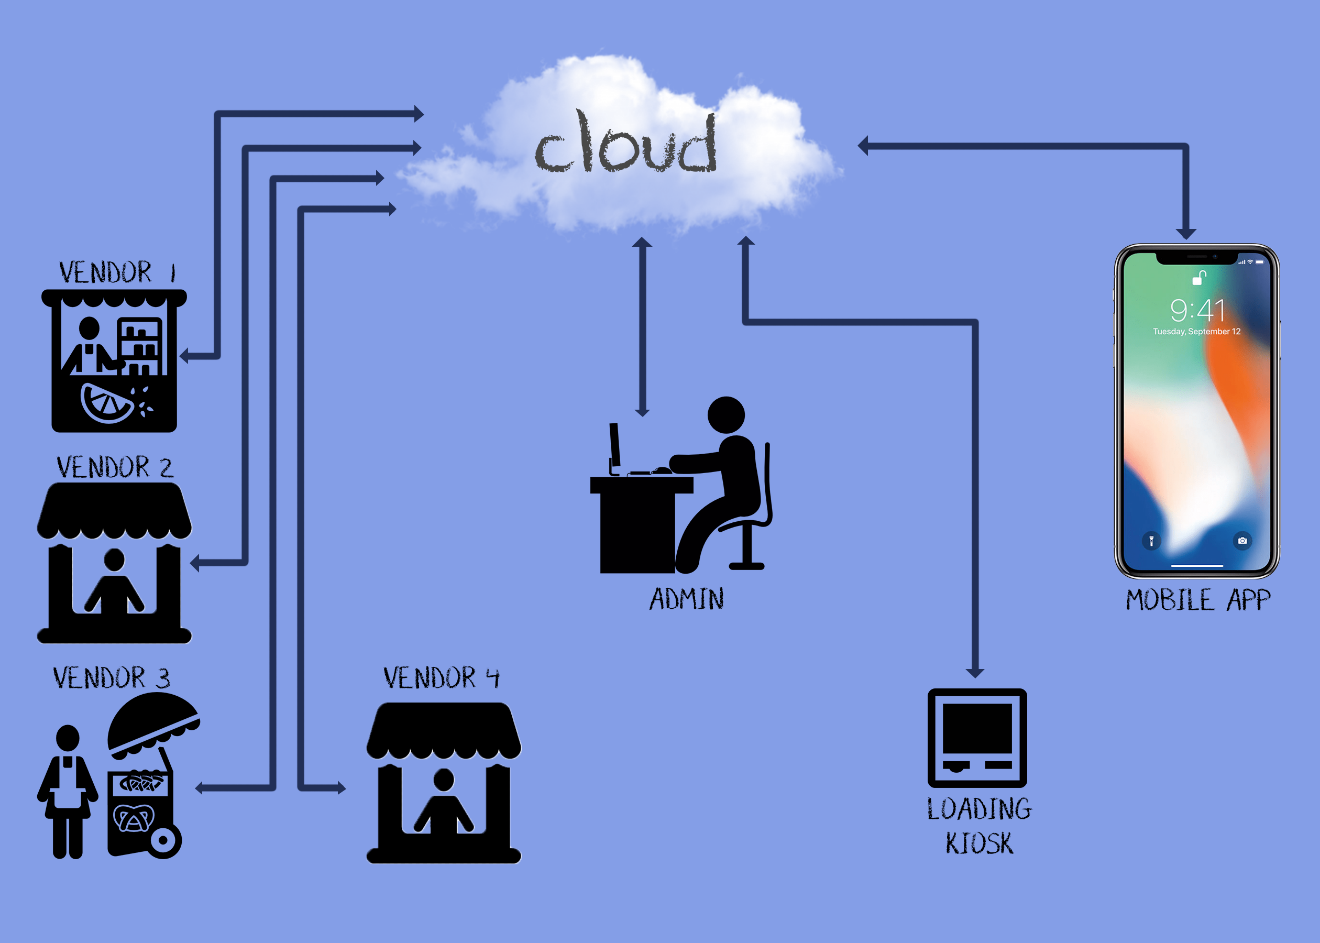 cloud
VENDOR 1
9:41
Tuesday, September 12
VENDOR 2
ADMIN
MOBILE APP
VENDOR 3
VENDOR 4
LOADING
KIOSK